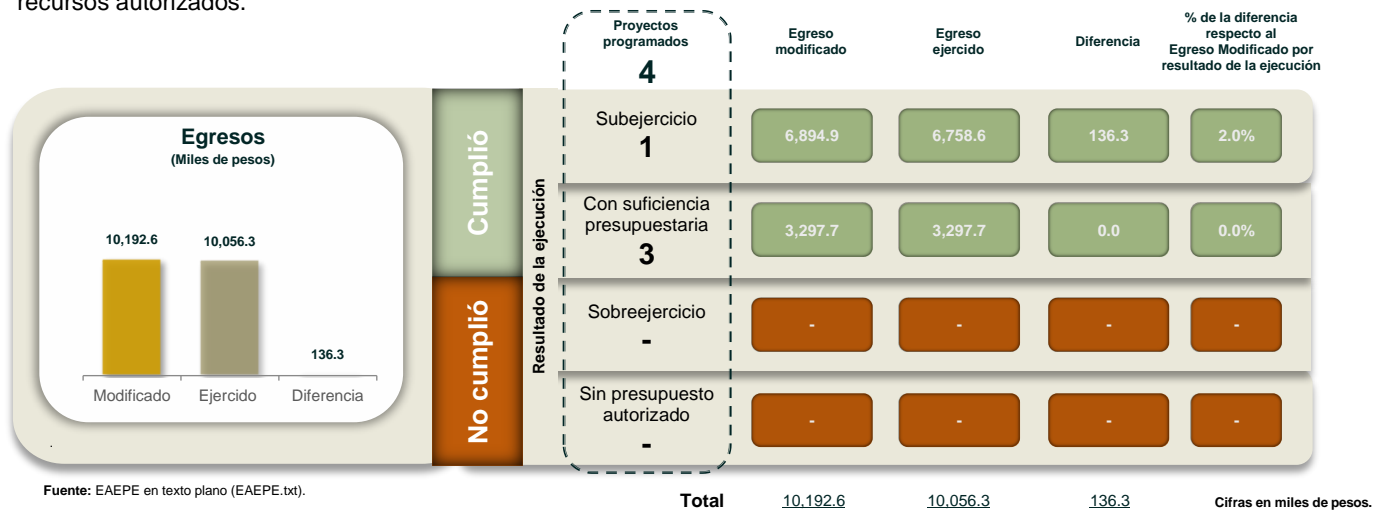 recursos autorizados.
Proyectos
programados
4
Egreso
modificado
Egreso
ejercido
Diferencia
% de la diferencia
respecto al
Egreso Modificado por
resultado de la ejecución
Egresos
(Miles de pesos)
10,192.6
10,056.3
136.3
Modificado
Ejercido
Diferencia
.
Cumplió
No cumplió
Resultado de la ejecución
Subejercicio
1
6,894.9
6,758.6
136.3
2.0%
Con suficiencia
presupuestaria
3
3,297.7
3,297.7
0.0
0.0%
Sobreejercicio
-
-
-
-
-
Sin presupuesto
autorizado
-
-
-
-
-
Fuente: EAEPE en texto plano (EAEPE.txt).
Total
10,192.6
10,056.3
136.3
Cifras en miles de pesos.